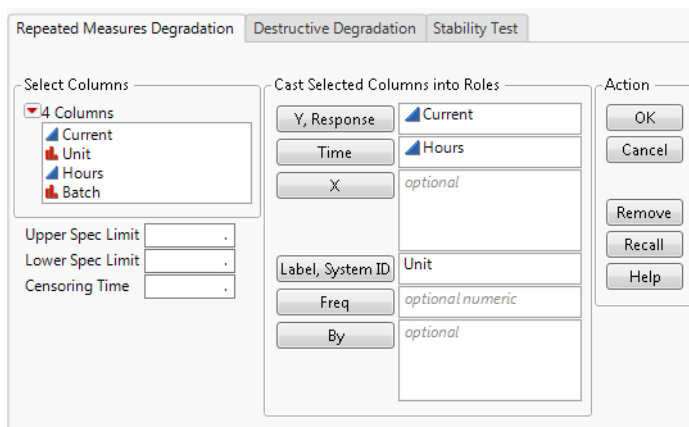 Repeated Measures Degradation Destructive Degradation Stability Test
Select Columns
4 Columns
Current
Unit
Hours
Batch
Upper Spec Limit .
Lower Spec Limit .
Censoring Time .
Cast Selected Columns into Roles
Y, Response Current
Time Hours
X optional
Label, System ID Unit
Freq optional numeric
By optional
Action
OK
Cancel
Remove
Recall
Help